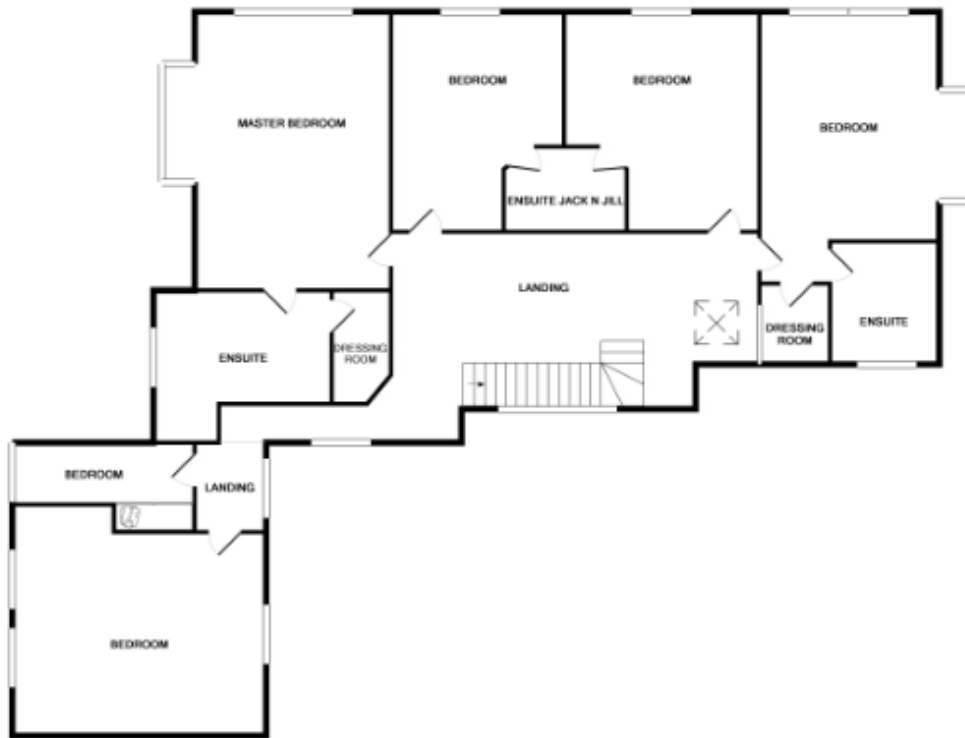 BEDROOM
BEDROOM
MASTER BEDROOM
BEDROOM
ENSUITE JACK N JILL
LANDING
ENSUITE
DRESSING
ROOM
DRESSING
ROOM
ENSUITE
BEDROOM
LANDING
BEDROOM